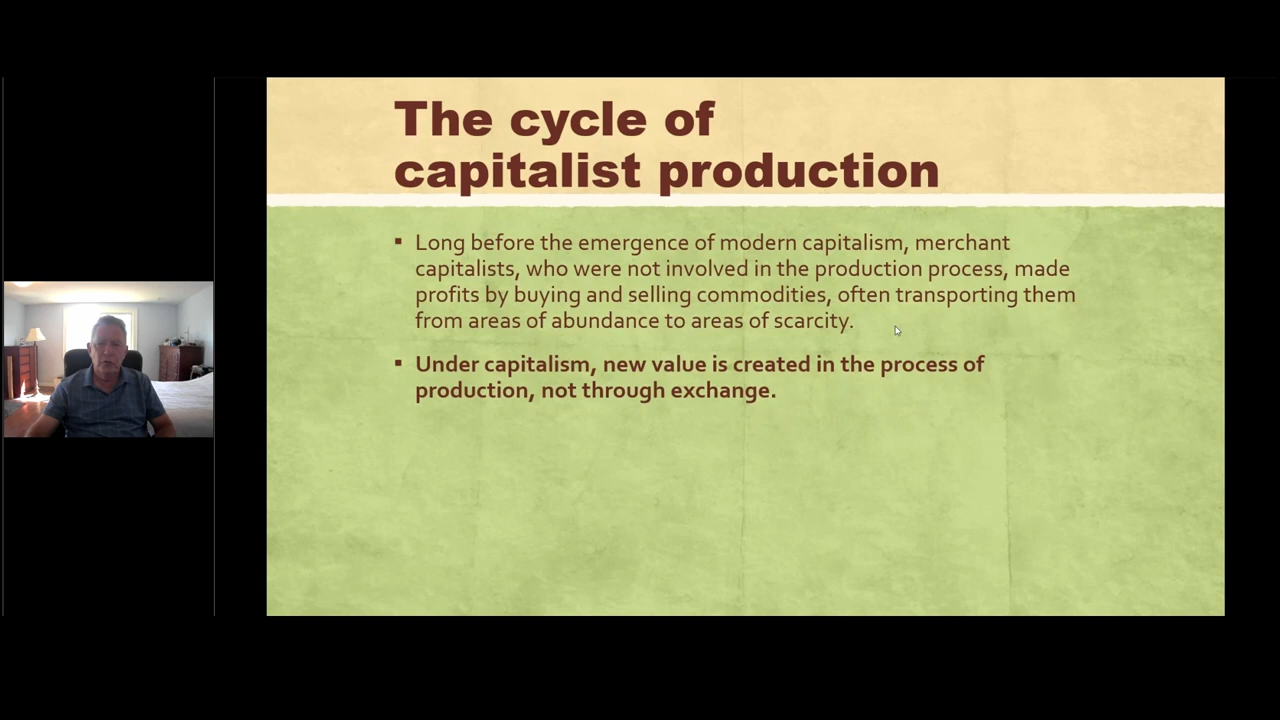 The cycle of
capitalist production
▪ Long before the emergence of modern capitalism, merchant
capitalists, who were not involved in the production process, made
profits by buying and selling commodities, often transporting them
from areas of abundance to areas of scarcity.
▪ Under capitalism, new value is created in the process of
production, not through exchange.